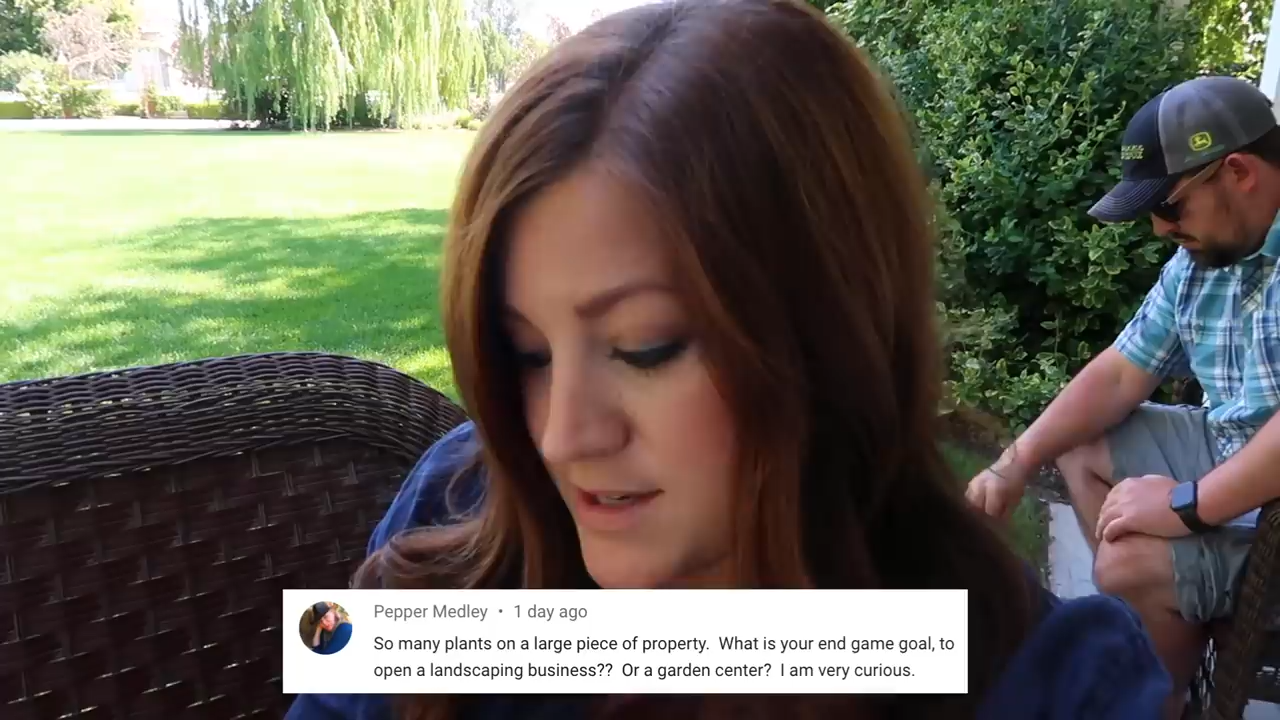 Pepper Medley • 1 day ago
So many plants on a large piece of property. What is your end game goal, to
open a landscaping business?? Or a garden center? I am very curious.